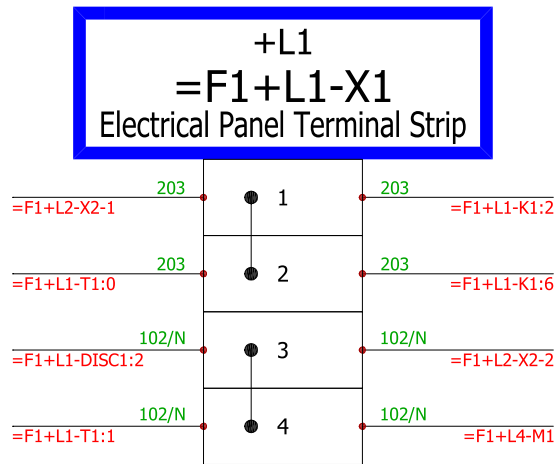 +L1
=F1+L1-X1
Electrical Panel Terminal Strip
203 1 203
=F1+L2-X2-1 =F1+L1-K1:2
203 2 203
=F1+L1-T1:0 =F1+L1-K1:6
102/N 3 102/N
=F1+L1-DISC1:2 =F1+L2-X2-2
102/N 4 102/N
=F1+L1-T1:1 =F1+L4-M1